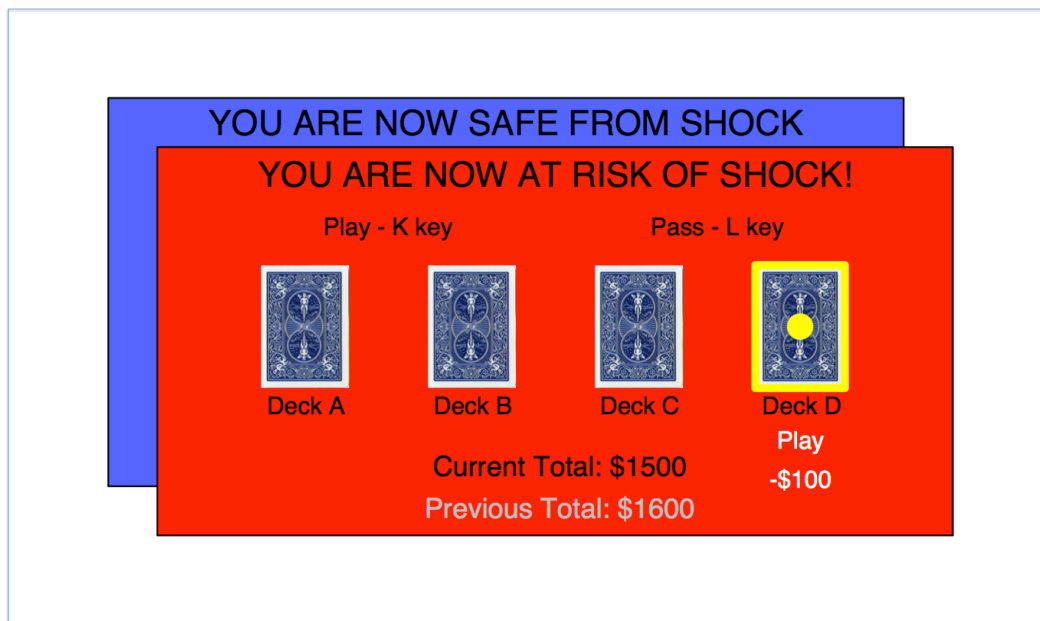 YOU ARE NOW SAFE FROM SHOCK
YOU ARE NOW AT RISK OF SHOCK!
Play - K key Pass - L key
Deck A Deck B Deck C Deck D
Play
Current Total: $1500
-$100
Previous Total: $1600